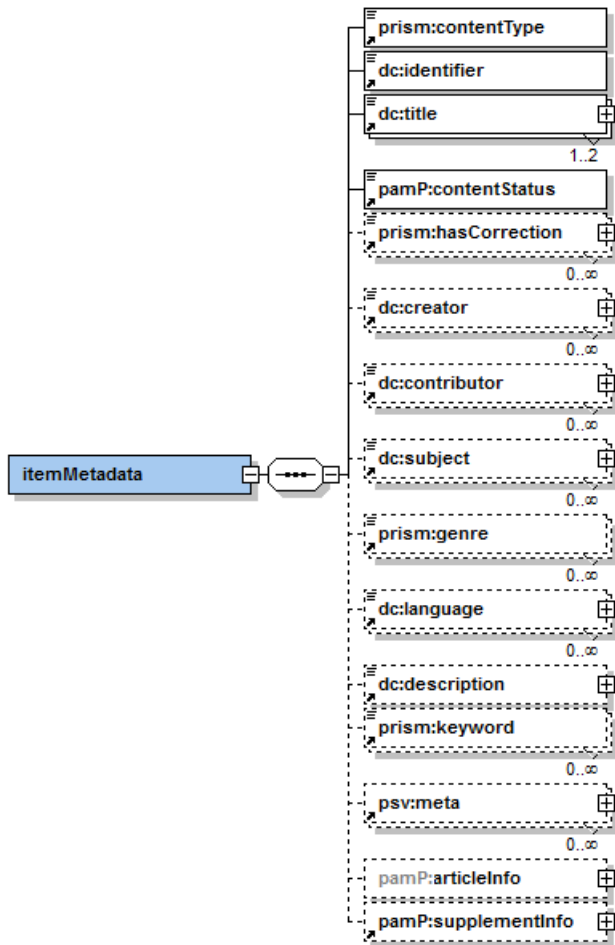 prism:contentType
dc:identifier
dc:title
1..2
pamP:contentStatus
prism:hasCorrection
0..∞
dc:creator
0..∞
dc:contributor
0..∞
itemMetadata
dc:subject
0..∞
prism:genre
0..∞
dc:language
0..∞
dc:description
prism:keyword
0..∞
psv:meta
0..∞
pamP:articleInfo
pamP:supplementInfo